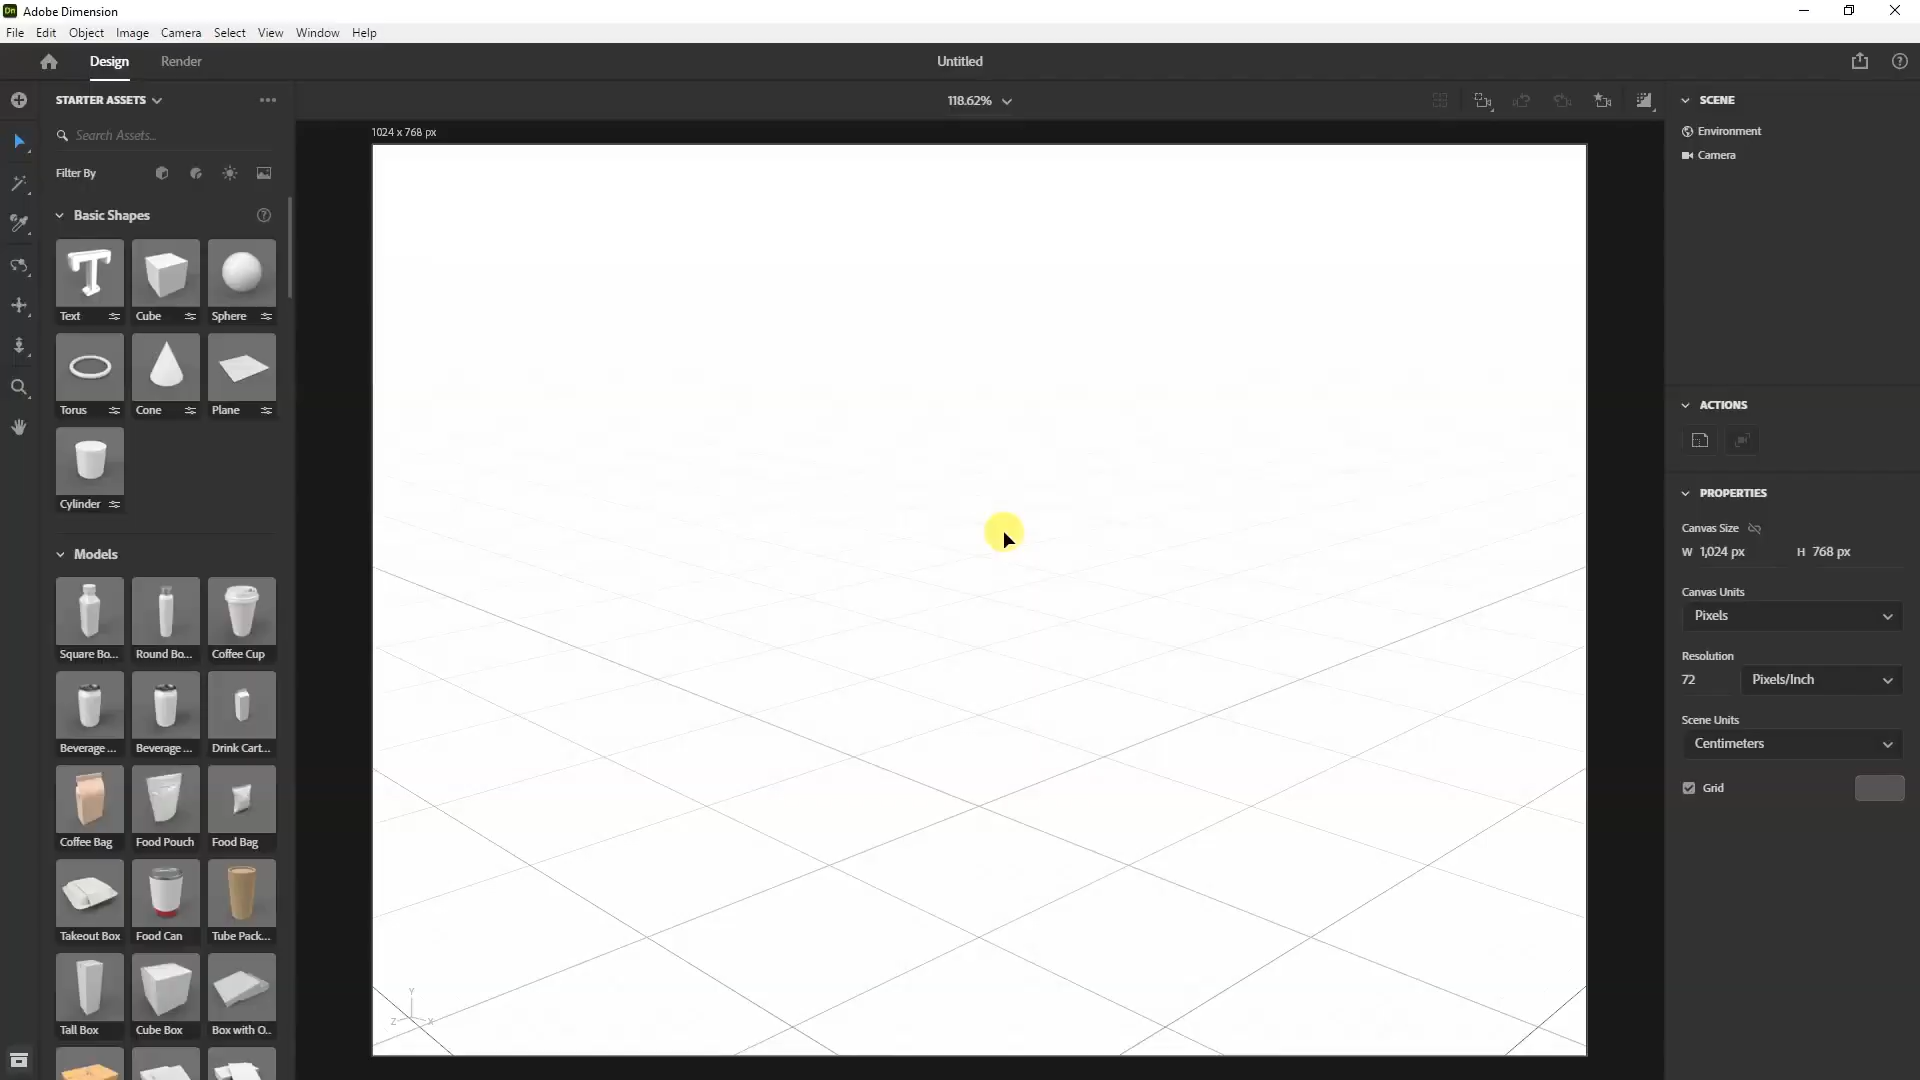 Dn Adobe Dimension
File Edit Object Image Camera Select View Window Help
Design Render Untitled
STARTER ASSETS
118.62%
SCENE
1024 x 768 px
Search Assets...
Environment
Camera
Filter By
Basic Shapes
Text Cube Sphere
Torus Cone Plane
Cylinder
ACTIONS
PROPERTIES
Canvas Size
W 1,024 px H 768 px
Canvas Units
Pixels
Resolution
72 Pixels/Inch
Scene Units
Centimeters
Grid
Models
Square Bo... Round Bo... Coffee Cup
Beverage ... Beverage ... Drink Cart...
Coffee Bag Food Pouch Food Bag
Takeout Box Food Can Tube Pack...
Tall Box Cube Box Box with O...
Y
Z X